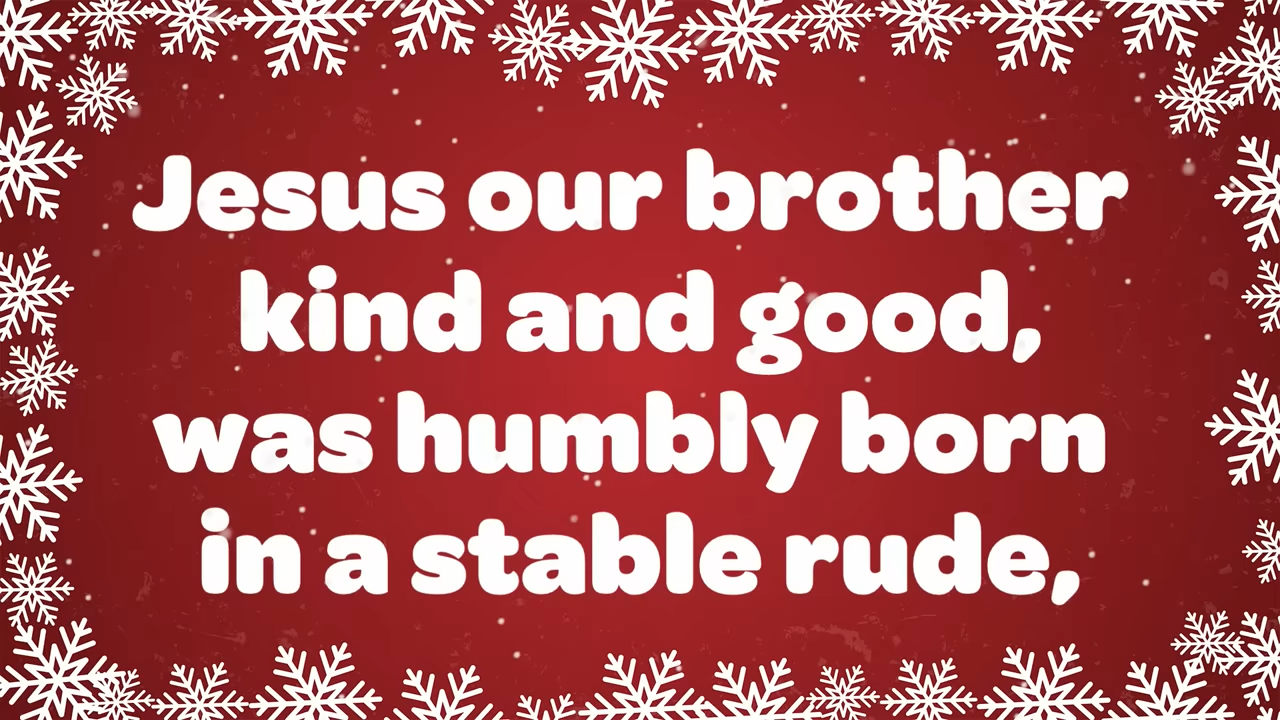 Jesus our brother
kind and good,
was humbly born
in a stable rude,